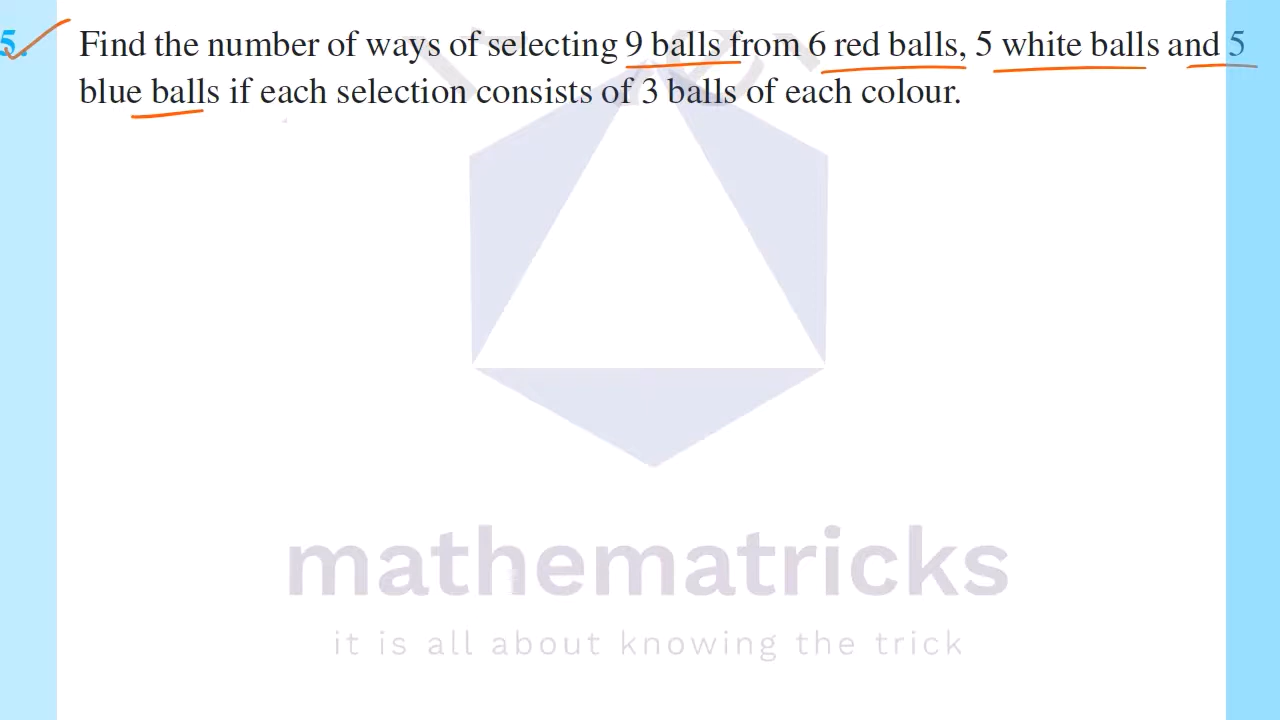 5. Find the number of ways of selecting 9 balls from 6 red balls, 5 white balls and 5
blue balls if each selection consists of 3 balls of each colour.
mathematricks
it is all about knowing the trick